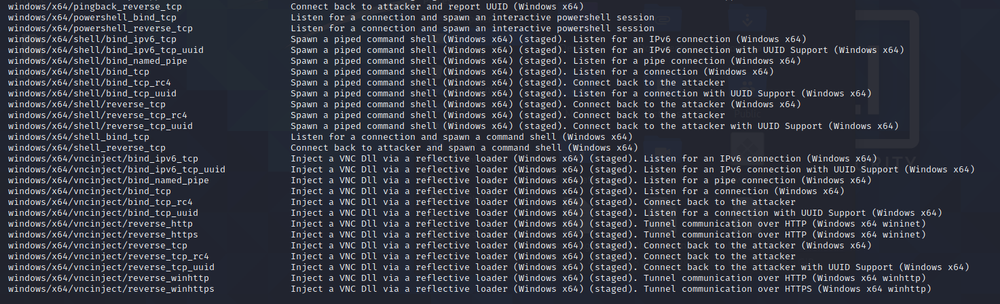 windows/x64/pingback_reverse_tcp Connect back to attacker and report UUID (Windows x64)
windows/x64/powershell_bind_tcp Listen for a connection and spawn an interactive powershell session
windows/x64/powershell_reverse_tcp Listen for a connection and spawn an interactive powershell session
windows/x64/shell/bind_ipv6_tcp Spawn a piped command shell (Windows x64) (staged). Listen for an IPv6 connection (Windows x64)
windows/x64/shell/bind_ipv6_tcp_uuid Spawn a piped command shell (Windows x64) (staged). Listen for an IPv6 connection with UUID Support (Windows x64)
windows/x64/shell/bind_named_pipe Spawn a piped command shell (Windows x64) (staged). Listen for a pipe connection (Windows x64)
windows/x64/shell/bind_tcp Spawn a piped command shell (Windows x64) (staged). Listen for a connection (Windows x64)
windows/x64/shell/bind_tcp_rc4 Spawn a piped command shell (Windows x64) (staged). Connect back to the attacker
windows/x64/shell/bind_tcp_uuid Spawn a piped command shell (Windows x64) (staged). Listen for a connection with UUID Support (Windows x64)
windows/x64/shell/reverse_tcp Spawn a piped command shell (Windows x64) (staged). Connect back to the attacker (Windows x64)
windows/x64/shell/reverse_tcp_rc4 Spawn a piped command shell (Windows x64) (staged). Connect back to the attacker
windows/x64/shell/reverse_tcp_uuid Spawn a piped command shell (Windows x64) (staged). Connect back to the attacker with UUID Support (Windows x64)
windows/x64/shell_bind_tcp Listen for a connection and spawn a command shell (Windows x64)
windows/x64/shell_reverse_tcp Connect back to attacker and spawn a command shell (Windows x64)
windows/x64/vncinject/bind_ipv6_tcp Inject a VNC Dll via a reflective loader (Windows x64) (staged). Listen for an IPv6 connection (Windows x64)
windows/x64/vncinject/bind_ipv6_tcp_uuid Inject a VNC Dll via a reflective loader (Windows x64) (staged). Listen for an IPv6 connection with UUID Support (Windows x64)
windows/x64/vncinject/bind_named_pipe Inject a VNC Dll via a reflective loader (Windows x64) (staged). Listen for a pipe connection (Windows x64)
windows/x64/vncinject/bind_tcp Inject a VNC Dll via a reflective loader (Windows x64) (staged). Listen for a connection (Windows x64)
windows/x64/vncinject/bind_tcp_rc4 Inject a VNC Dll via a reflective loader (Windows x64) (staged). Connect back to the attacker
windows/x64/vncinject/bind_tcp_uuid Inject a VNC Dll via a reflective loader (Windows x64) (staged). Listen for a connection with UUID Support (Windows x64)
windows/x64/vncinject/reverse_http Inject a VNC Dll via a reflective loader (Windows x64) (staged). Tunnel communication over HTTP (Windows x64 wininet)
windows/x64/vncinject/reverse_https Inject a VNC Dll via a reflective loader (Windows x64) (staged). Tunnel communication over HTTP (Windows x64 wininet)
windows/x64/vncinject/reverse_tcp Inject a VNC Dll via a reflective loader (Windows x64) (staged). Connect back to the attacker (Windows x64)
windows/x64/vncinject/reverse_tcp_rc4 Inject a VNC Dll via a reflective loader (Windows x64) (staged). Connect back to the attacker
windows/x64/vncinject/reverse_tcp_uuid Inject a VNC Dll via a reflective loader (Windows x64) (staged). Connect back to the attacker with UUID Support (Windows x64)
windows/x64/vncinject/reverse_winhttp Inject a VNC Dll via a reflective loader (Windows x64) (staged). Tunnel communication over HTTP (Windows x64 winhttp)
windows/x64/vncinject/reverse_winhttps Inject a VNC Dll via a reflective loader (Windows x64) (staged). Tunnel communication over HTTPS (Windows x64 winhttp)